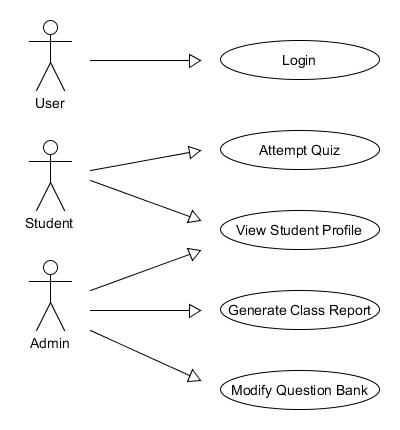 User
Login
Student
Attempt Quiz
View Student Profile
Admin
Generate Class Report
Modify Question Bank